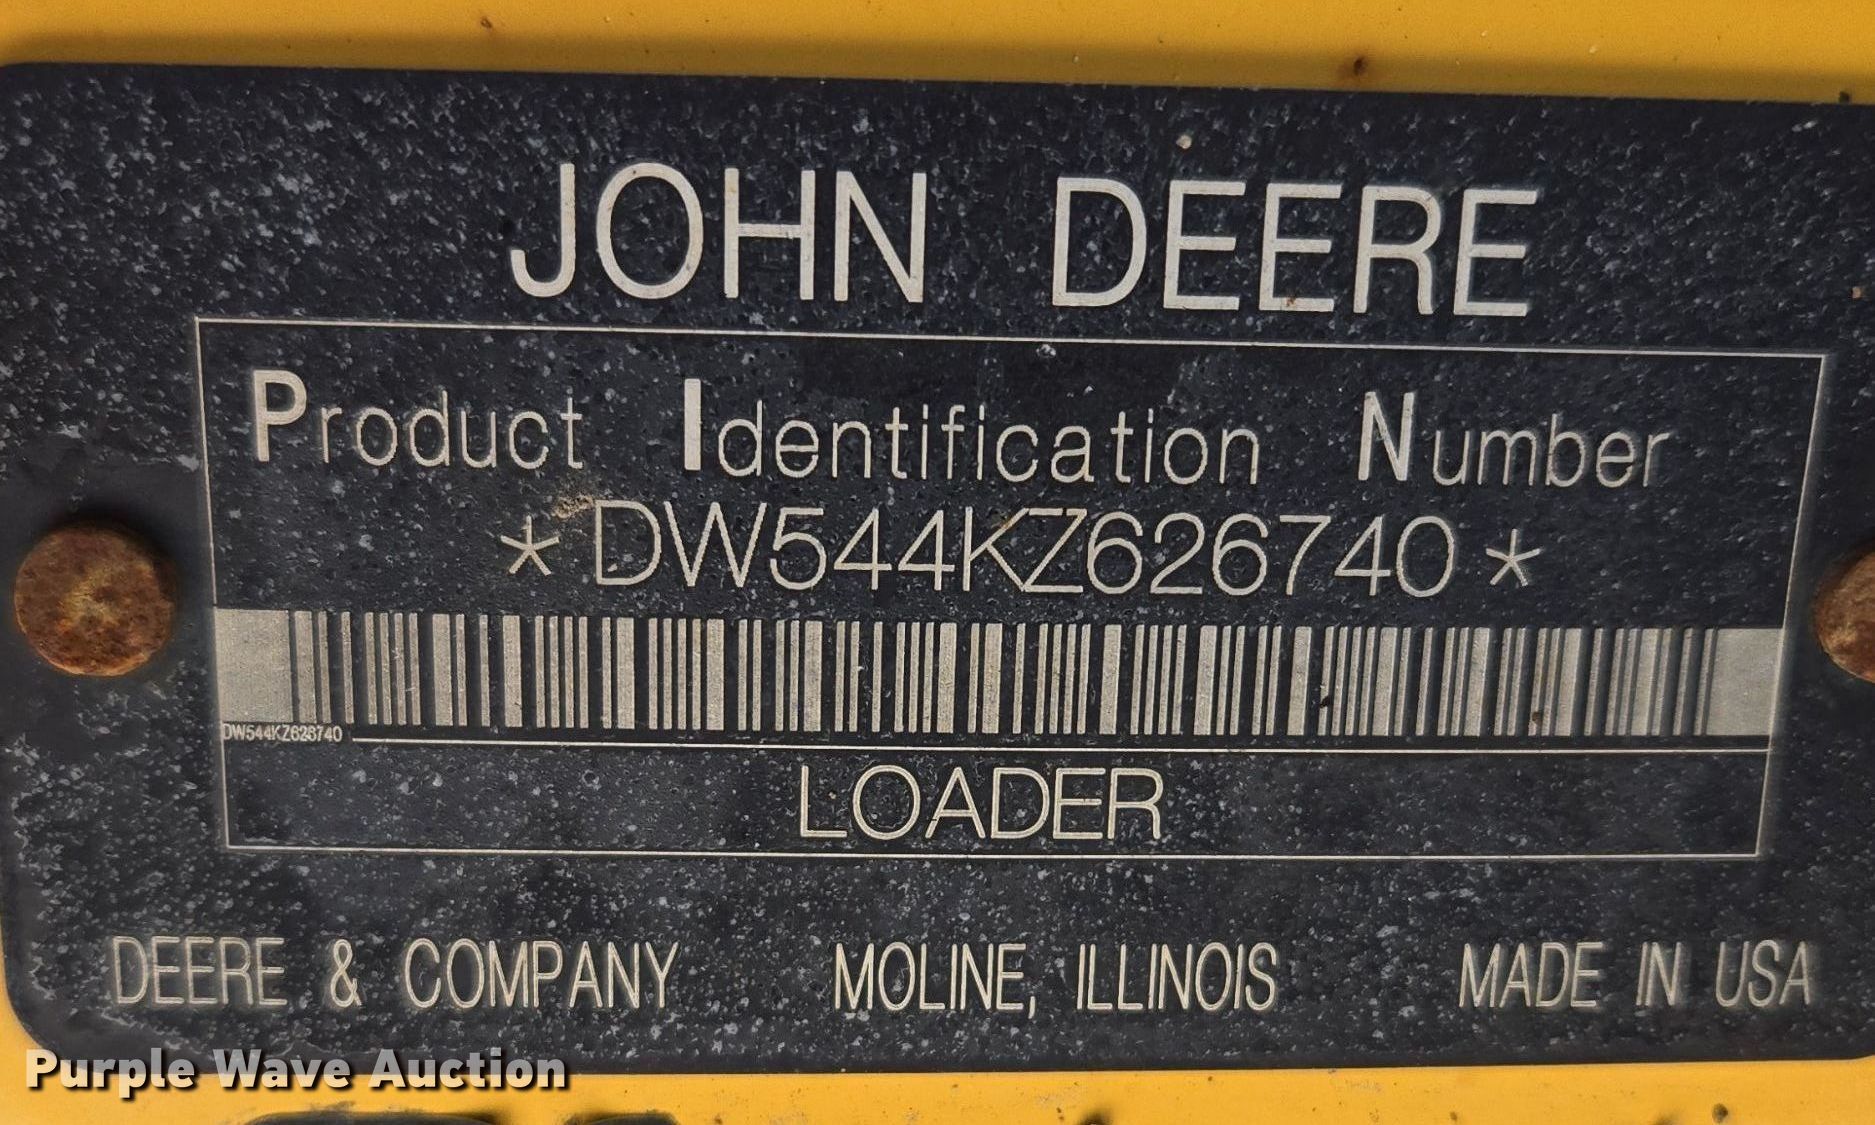 JOHN DEERE
Product Identification Number
*DW544KZ626740*
DW544KZ626740
LOADER
DEERE & COMPANY MOLINE, ILLINOIS MADE IN USA
Purple Wave Auction